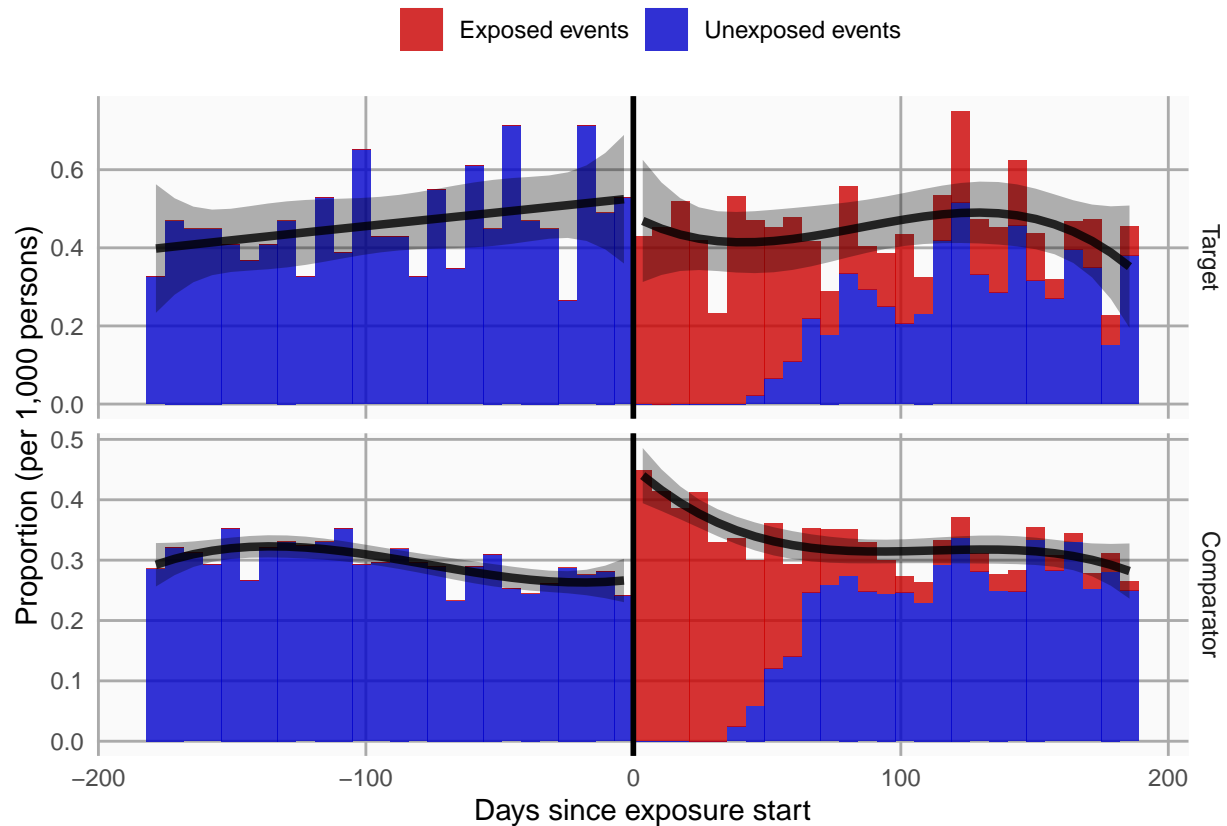 Exposed events Unexposed events
Proportion (per 1,000 persons)
0.6
0.4
0.2
0.0
Target
0.5
0.4
0.3
0.2
0.1
0.0
Comparator
−200 −100 0 100 200
Days since exposure start